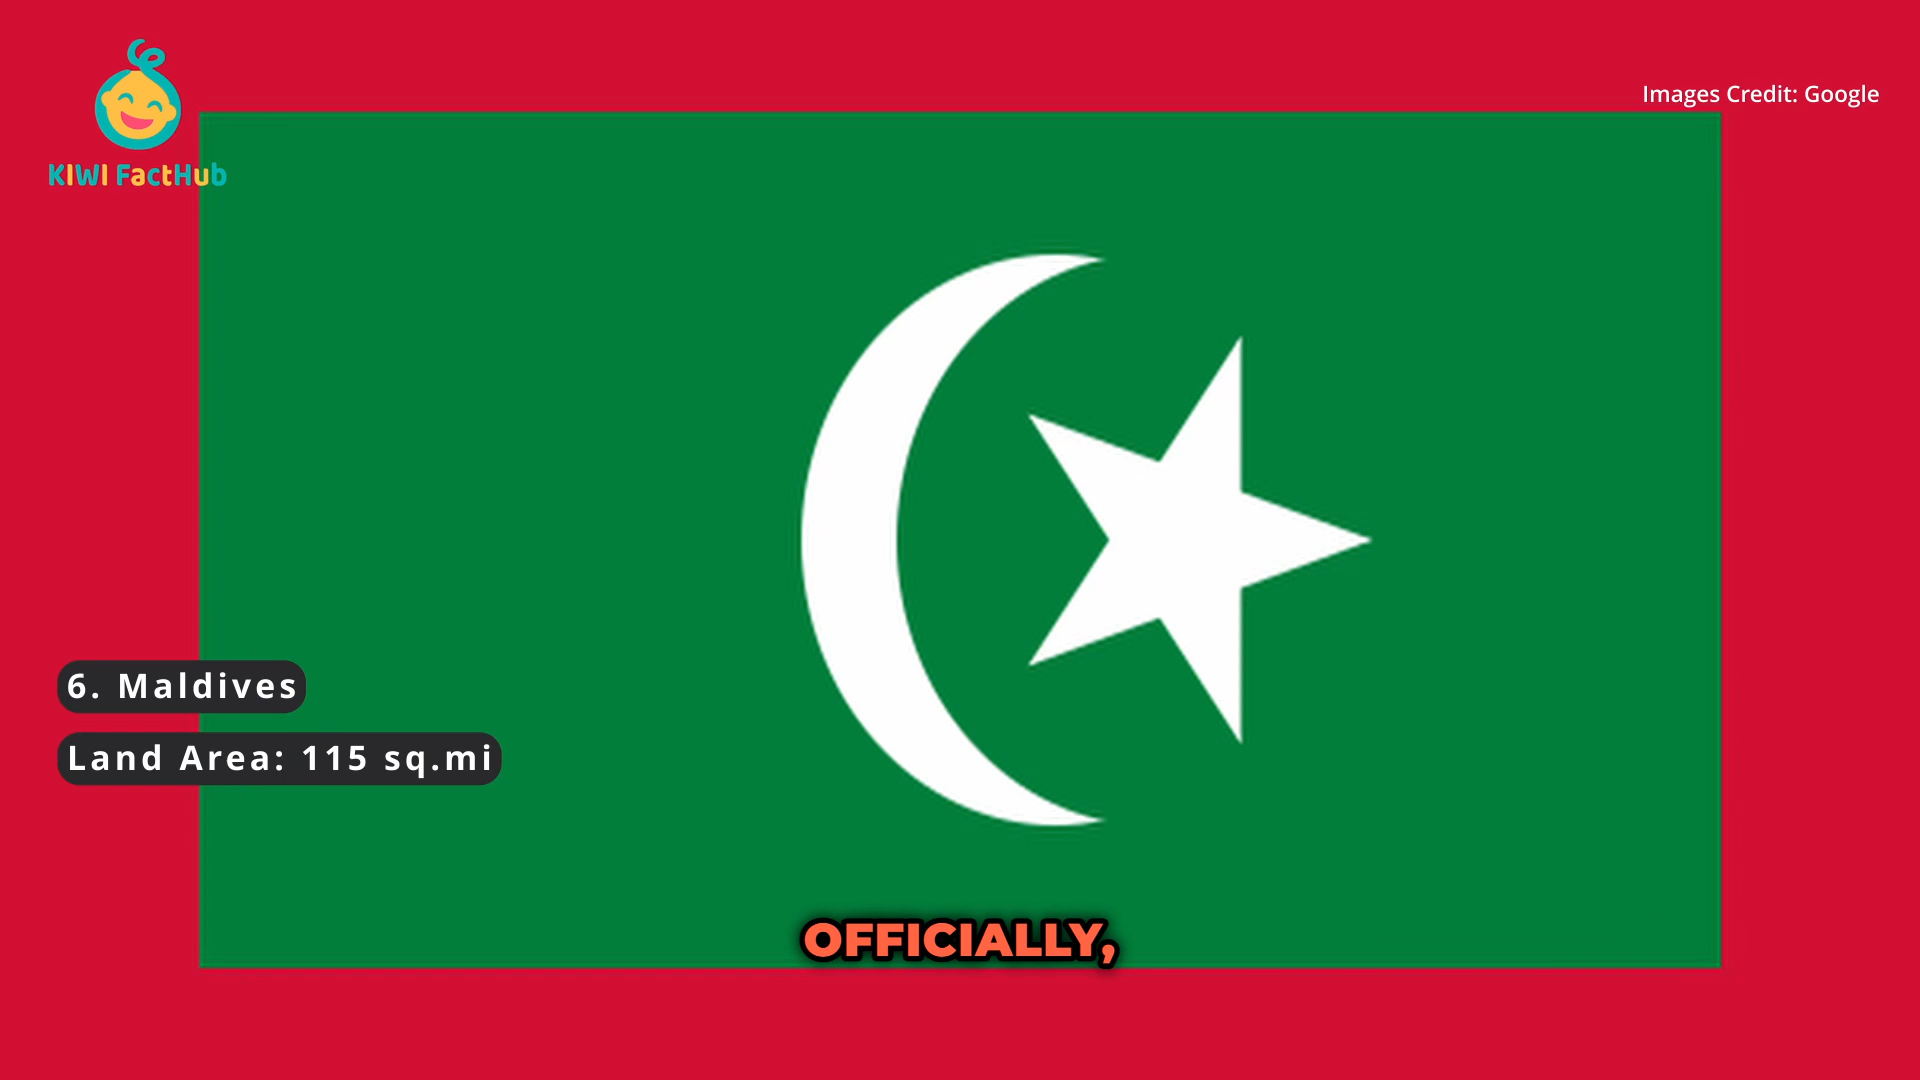 KIWI FactHub
Images Credit: Google
6. Maldives
Land Area: 115 sq.mi
OFFICIALLY,